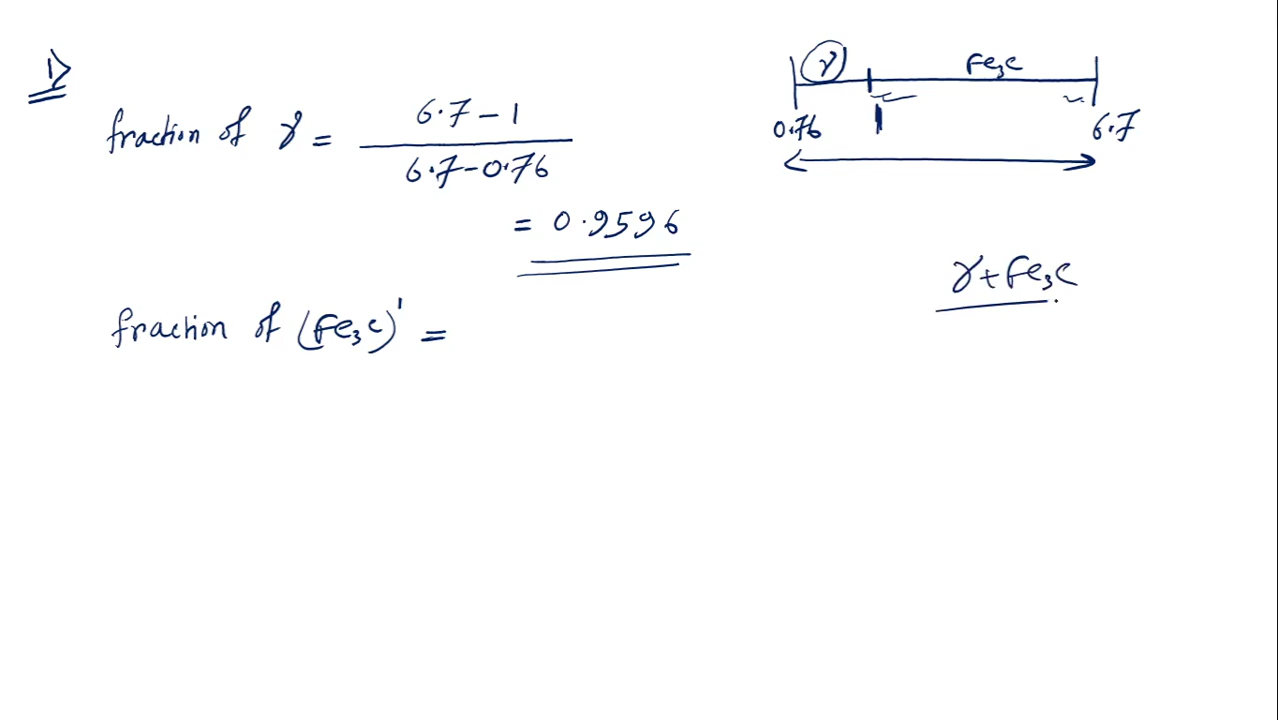 1)
γ Fe₃C
0.76 1 6.7
fraction of γ = 6.7 - 1
6.7 - 0.76
= 0.9596
γ + Fe₃C
fraction of (Fe₃C)' =